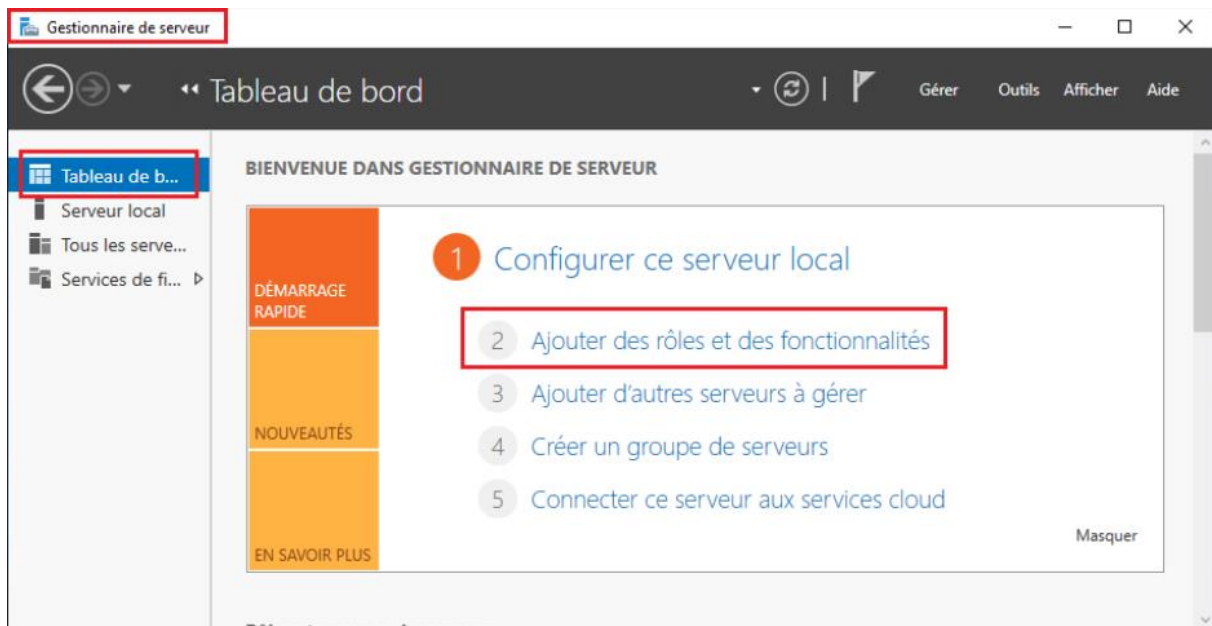 Gestionnaire de serveur
Tableau de bord
Gérer
Outils
Afficher
Aide
Tableau de b...
Serveur local
Tous les serve...
Services de fi...
BIENVENUE DANS GESTIONNAIRE DE SERVEUR
DÉMARRAGE
RAPIDE
NOUVEAUTÉS
EN SAVOIR PLUS
1 Configurer ce serveur local
2 Ajouter des rôles et des fonctionnalités
3 Ajouter d'autres serveurs à gérer
4 Créer un groupe de serveurs
5 Connecter ce serveur aux services cloud
Masquer